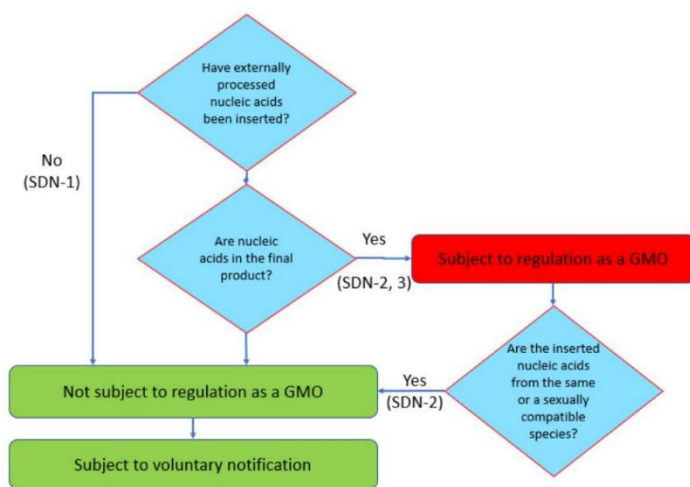 Have externally
processed
nucleic acids
been inserted?
No
(SDN-1)
Are nucleic
acids in the final
product?
Yes
(SDN-2, 3)
Subject to regulation as a GMO
Are the inserted
nucleic acids
from the same
or a sexually
compatible
species?
Yes
(SDN-2)
Not subject to regulation as a GMO
Subject to voluntary notification